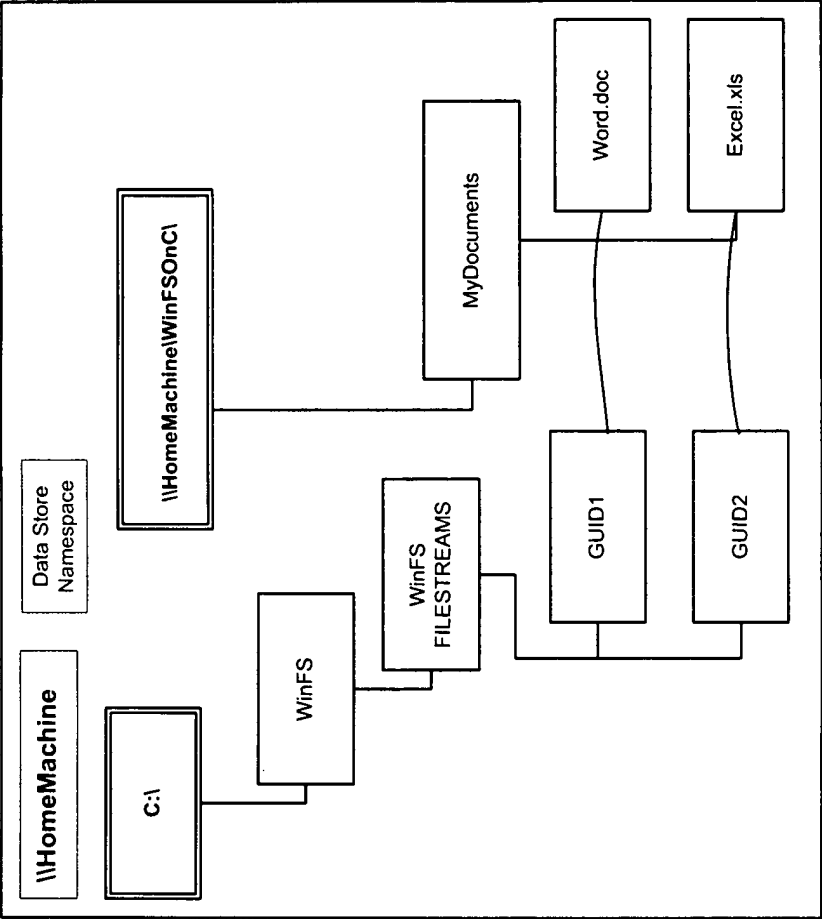 \\HomeMachine
Data Store
Namespace
C:\
\\HomeMachine\WinFSOnC\
WinFS
WinFS
FILESTREAMS
MyDocuments
GUID1
Word.doc
GUID2
Excel.xls